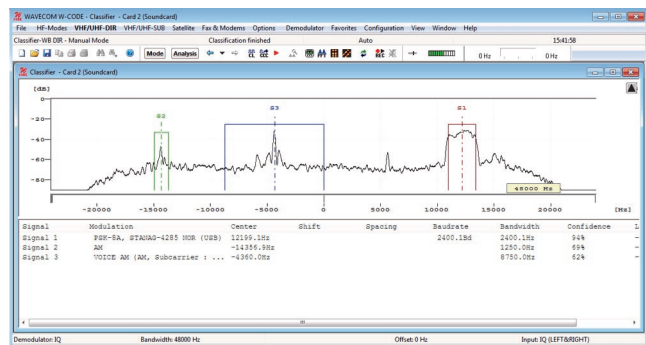 WAVECOM W-CODE - Classifier - Card 2 (Soundcard)
File HF-Modes VHF/UHF-DIR VHF/UHF-SUB Satellite Fax & Modems Options Demodulator Favorites Configuration View Window Help
Classifier-WB DIR - Manual Mode Classification finished Auto 15:41:58
Mode Analysis 0 Hz 0 Hz
Classifier - Card 2 (Soundcard)
[dB]
0
S3
S2 S1
-20
-40
-60
-80
48000 Hz
-20000 -15000 -10000 -5000 0 5000 10000 15000 20000 [Hz]
Signal Modulation Center Shift Spacing Baudrate Bandwidth Confidence L
Signal 1 PSK-8A, STANAG-4285 NOR (USB) 12199.1Hz 2400.1Bd 2400.1Hz 94% -
Signal 2 AM -14356.9Hz 1250.0Hz 69% -
Signal 3 VOICE AM (AM, Subcarrier : ... -4360.0Hz 8750.0Hz 62% -
Demodulator: IQ Bandwidth: 48000 Hz Offset: 0 Hz Input: IQ (LEFT&RIGHT)